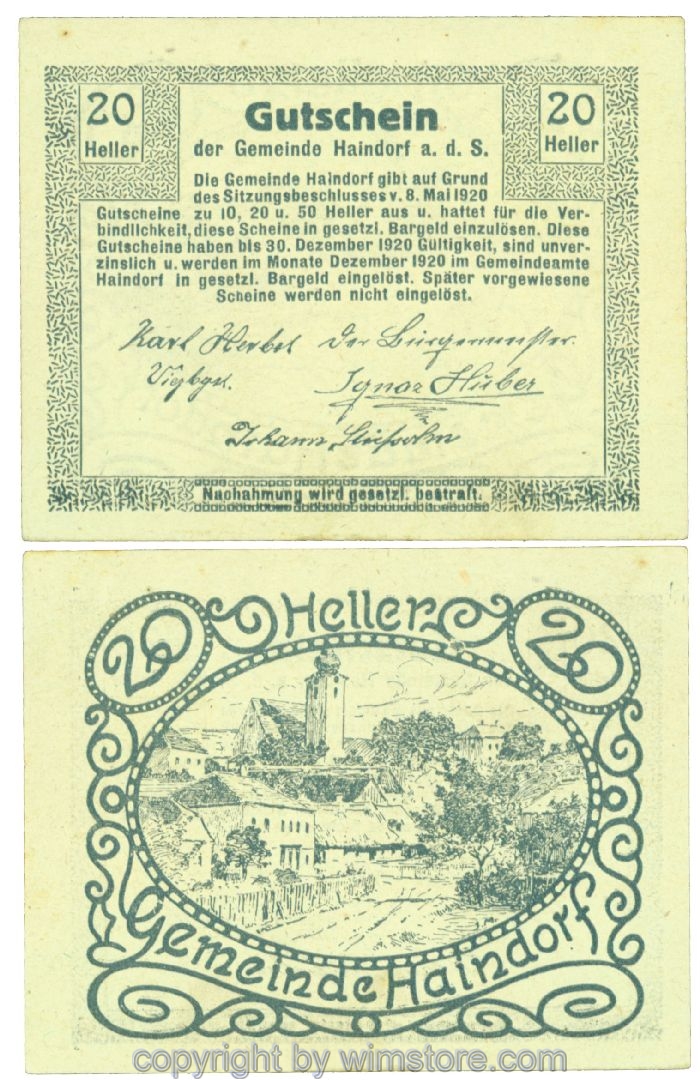 20
Heller
20
Heller
Gutschein
der Gemeinde Haindorf a. d. S.
Die Gemeinde Haindorf gibt auf Grund
des Sitzungsbeschlusses v. 8. Mai 1920
Gutscheine zu 10, 20 u. 50 Heller aus u. haftet für die Ver-
bindlichkeit, diese Scheine in gesetzl. Bargeld einzulösen. Diese
Gutscheine haben bis 30. Dezember 1920 Gültigkeit, sind unver-
zinslich u. werden im Monate Dezember 1920 im Gemeindeamte
Haindorf in gesetzl. Bargeld eingelöst. Später vorgewiesene
Scheine werden nicht eingelöst.
Karl Herbst Der Bürgermeister
Vizebgst. Ignaz Huber
Johann
Nachahmung wird gesetzl. bestraft.
20 Heller 20
Gemeinde Haindorf
copyright by wimstore.com